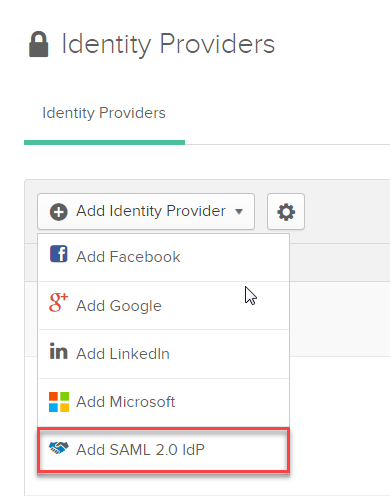 Identity Providers
Identity Providers
Add Identity Provider
Add Facebook
Add Google
Add LinkedIn
Add Microsoft
Add SAML 2.0 IdP